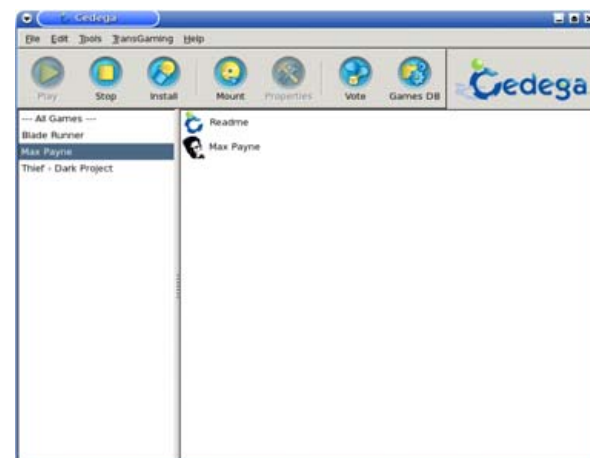 Cedega
File Edit Tools TransGaming Help
Play Stop Install Mount Properties Vote Games DB
Cedega
--- All Games ---
Blade Runner
Max Payne
Thief - Dark Project
Readme
Max Payne